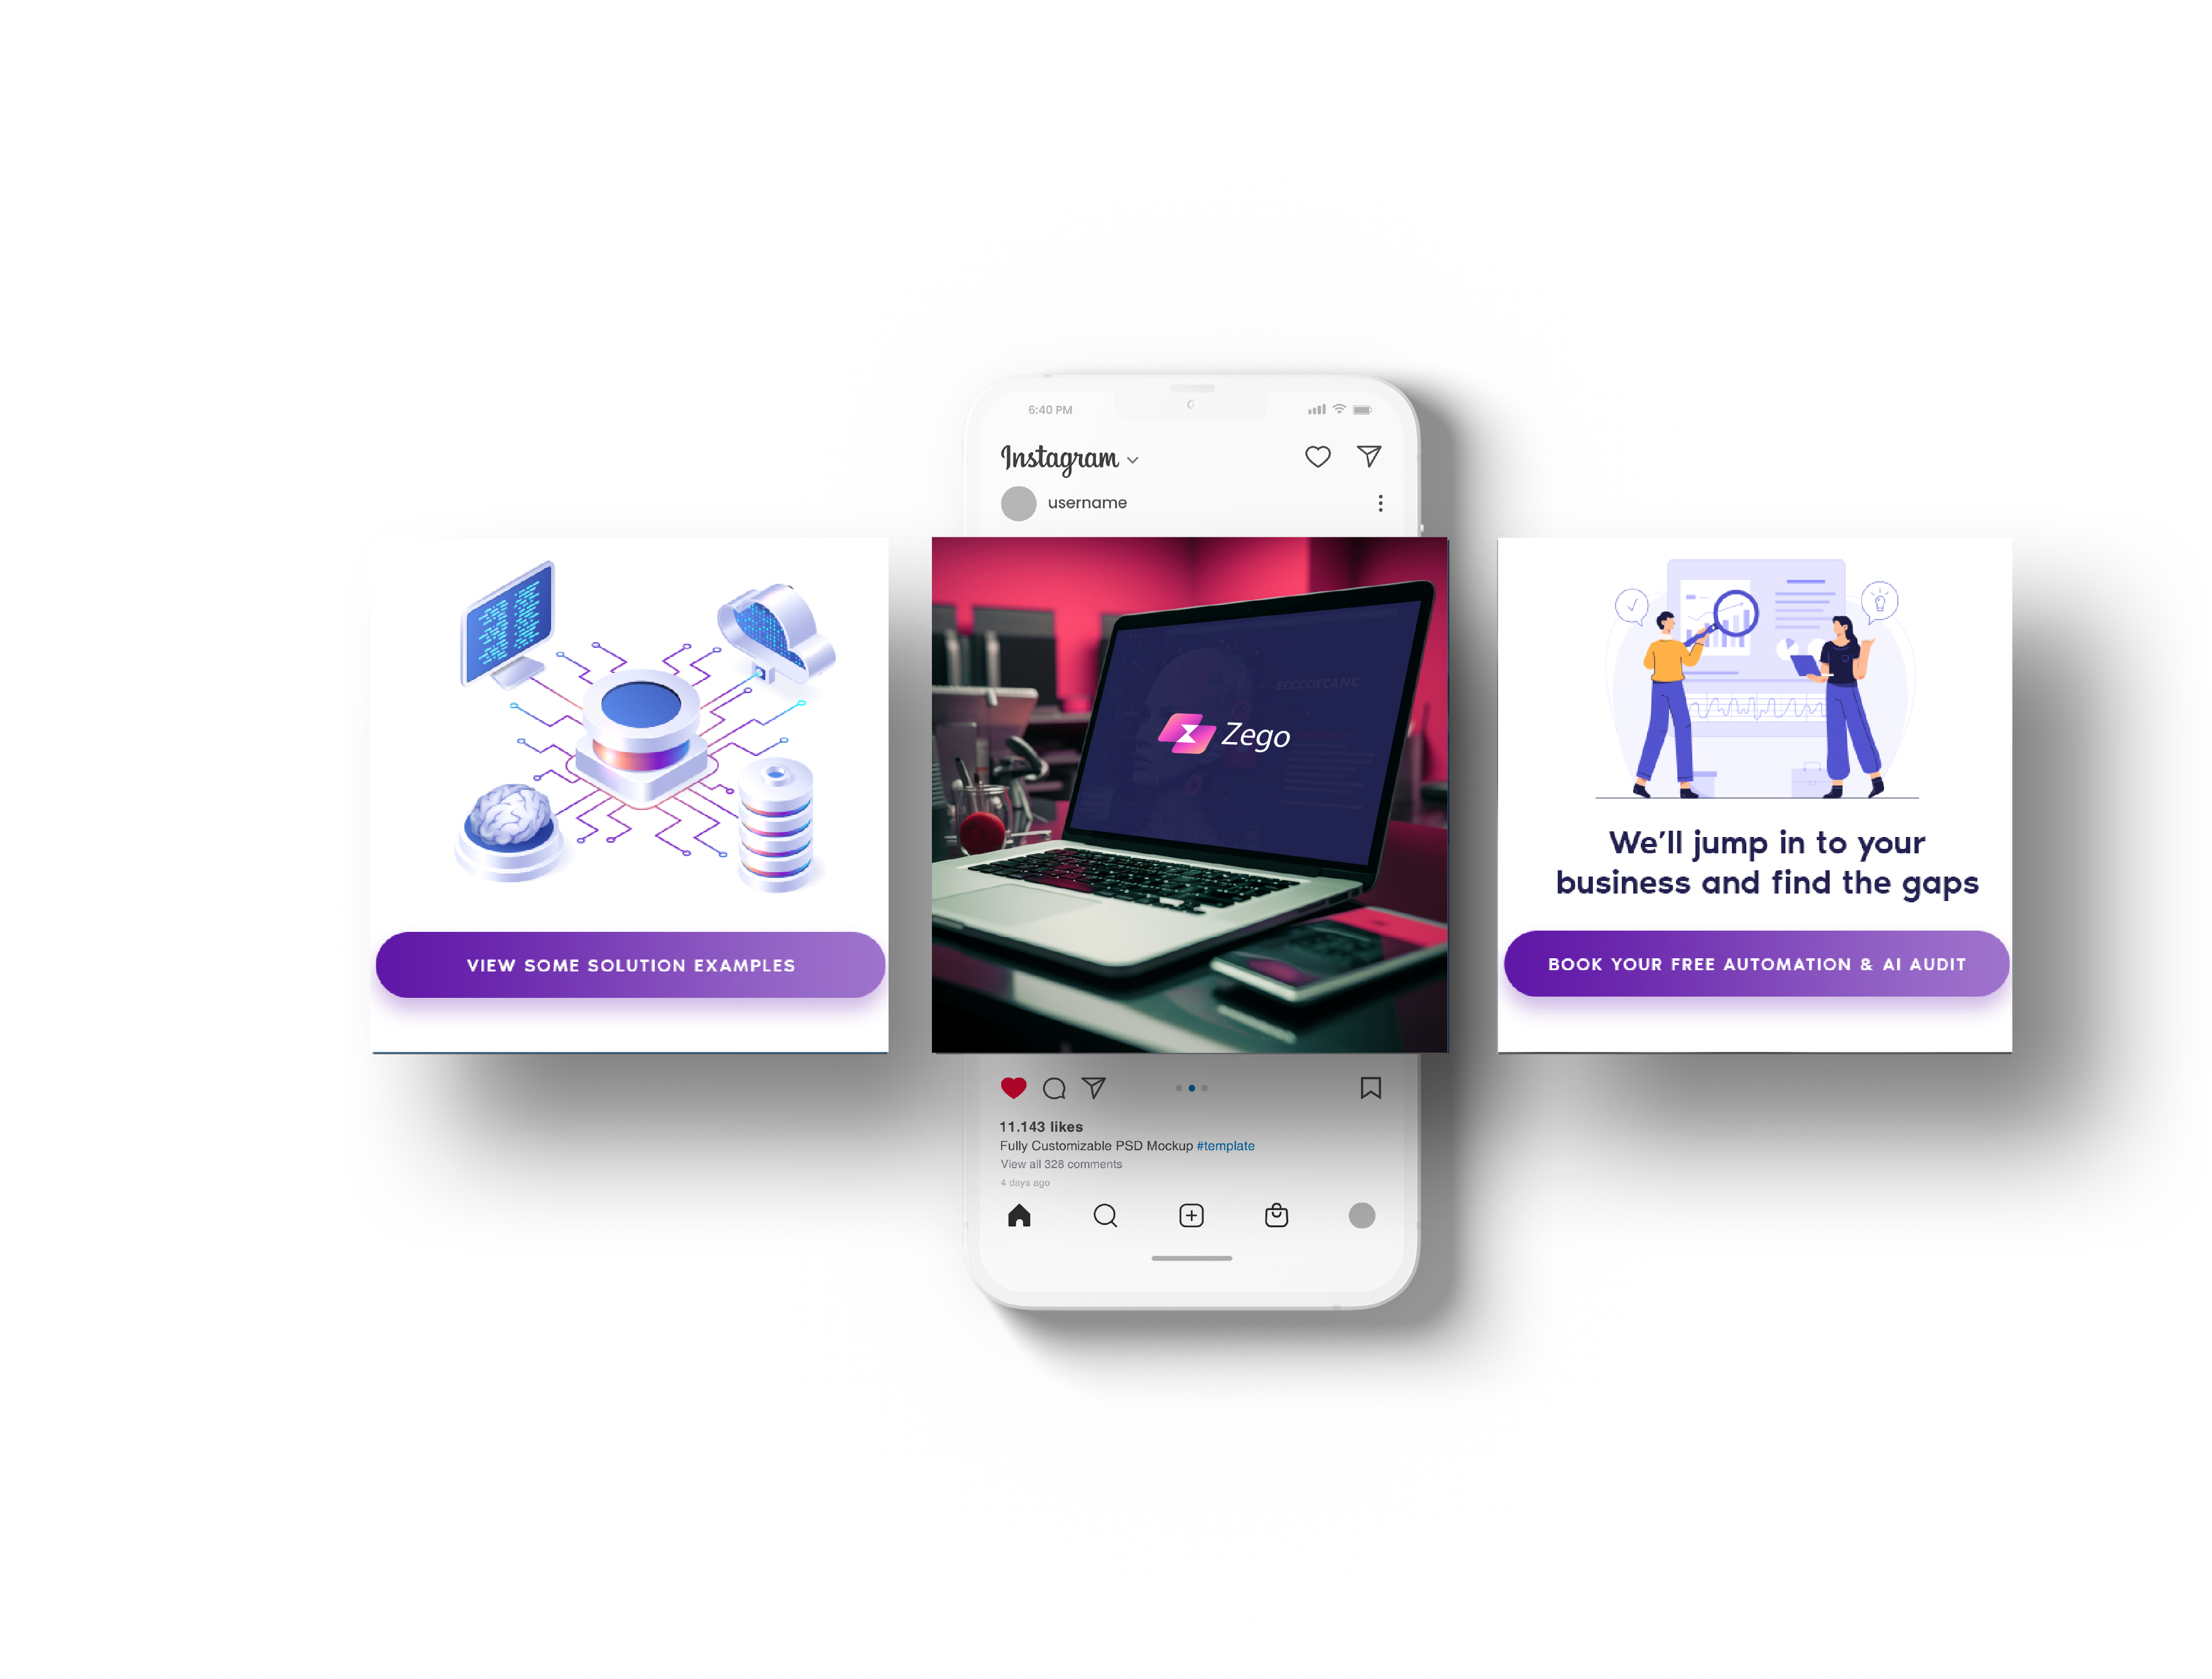 6:40 PM
Instagram
username
VIEW SOME SOLUTION EXAMPLES
Zego
We'll jump in to your
business and find the gaps
BOOK YOUR FREE AUTOMATION & AI AUDIT
11.143 likes
Fully Customizable PSD Mockup #template
View all 328 comments
4 days ago